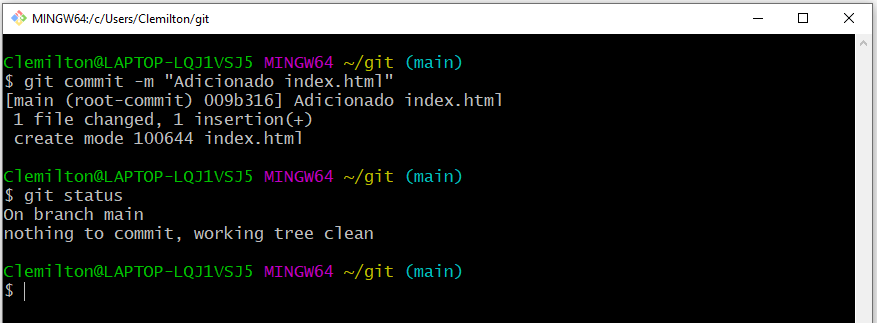 MINGW64:/c/Users/Clemilton/git
Clemilton@LAPTOP-LQJ1VSJ5 MINGW64 ~/git (main)
$ git commit -m "Adicionado index.html"
[main (root-commit) 009b316] Adicionado index.html
 1 file changed, 1 insertion(+)
 create mode 100644 index.html
Clemilton@LAPTOP-LQJ1VSJ5 MINGW64 ~/git (main)
$ git status
On branch main
nothing to commit, working tree clean
Clemilton@LAPTOP-LQJ1VSJ5 MINGW64 ~/git (main)
$